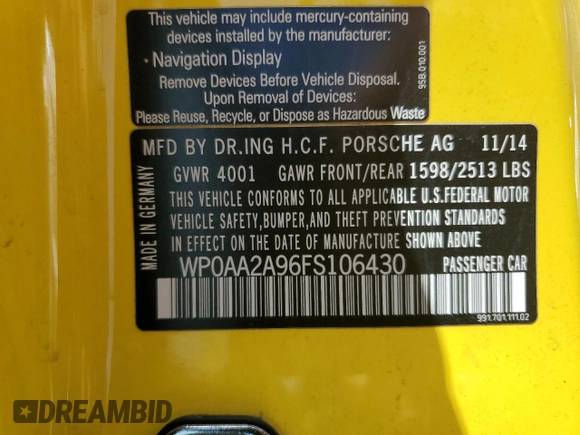 This vehicle may include mercury-containing
devices installed by the manufacturer:
• Navigation Display
Remove Devices Before Vehicle Disposal.
Upon Removal of Devices:
Please Reuse, Recycle, or Dispose as Hazardous Waste
95B.010.001
MFD BY DR.ING H.C.F. PORSCHE AG 11/14
GVWR 4001 GAWR FRONT/REAR 1598/2513 LBS
THIS VEHICLE CONFORMS TO ALL APPLICABLE U.S.FEDERAL MOTOR
VEHICLE SAFETY,BUMPER,AND THEFT PREVENTION STANDARDS
IN EFFECT ON THE DATE OF MANUFACTURE SHOWN ABOVE.
WP0AA2A96FS106430 PASSENGER CAR
MADE IN GERMANY
991.701.111.02
DREAMBID